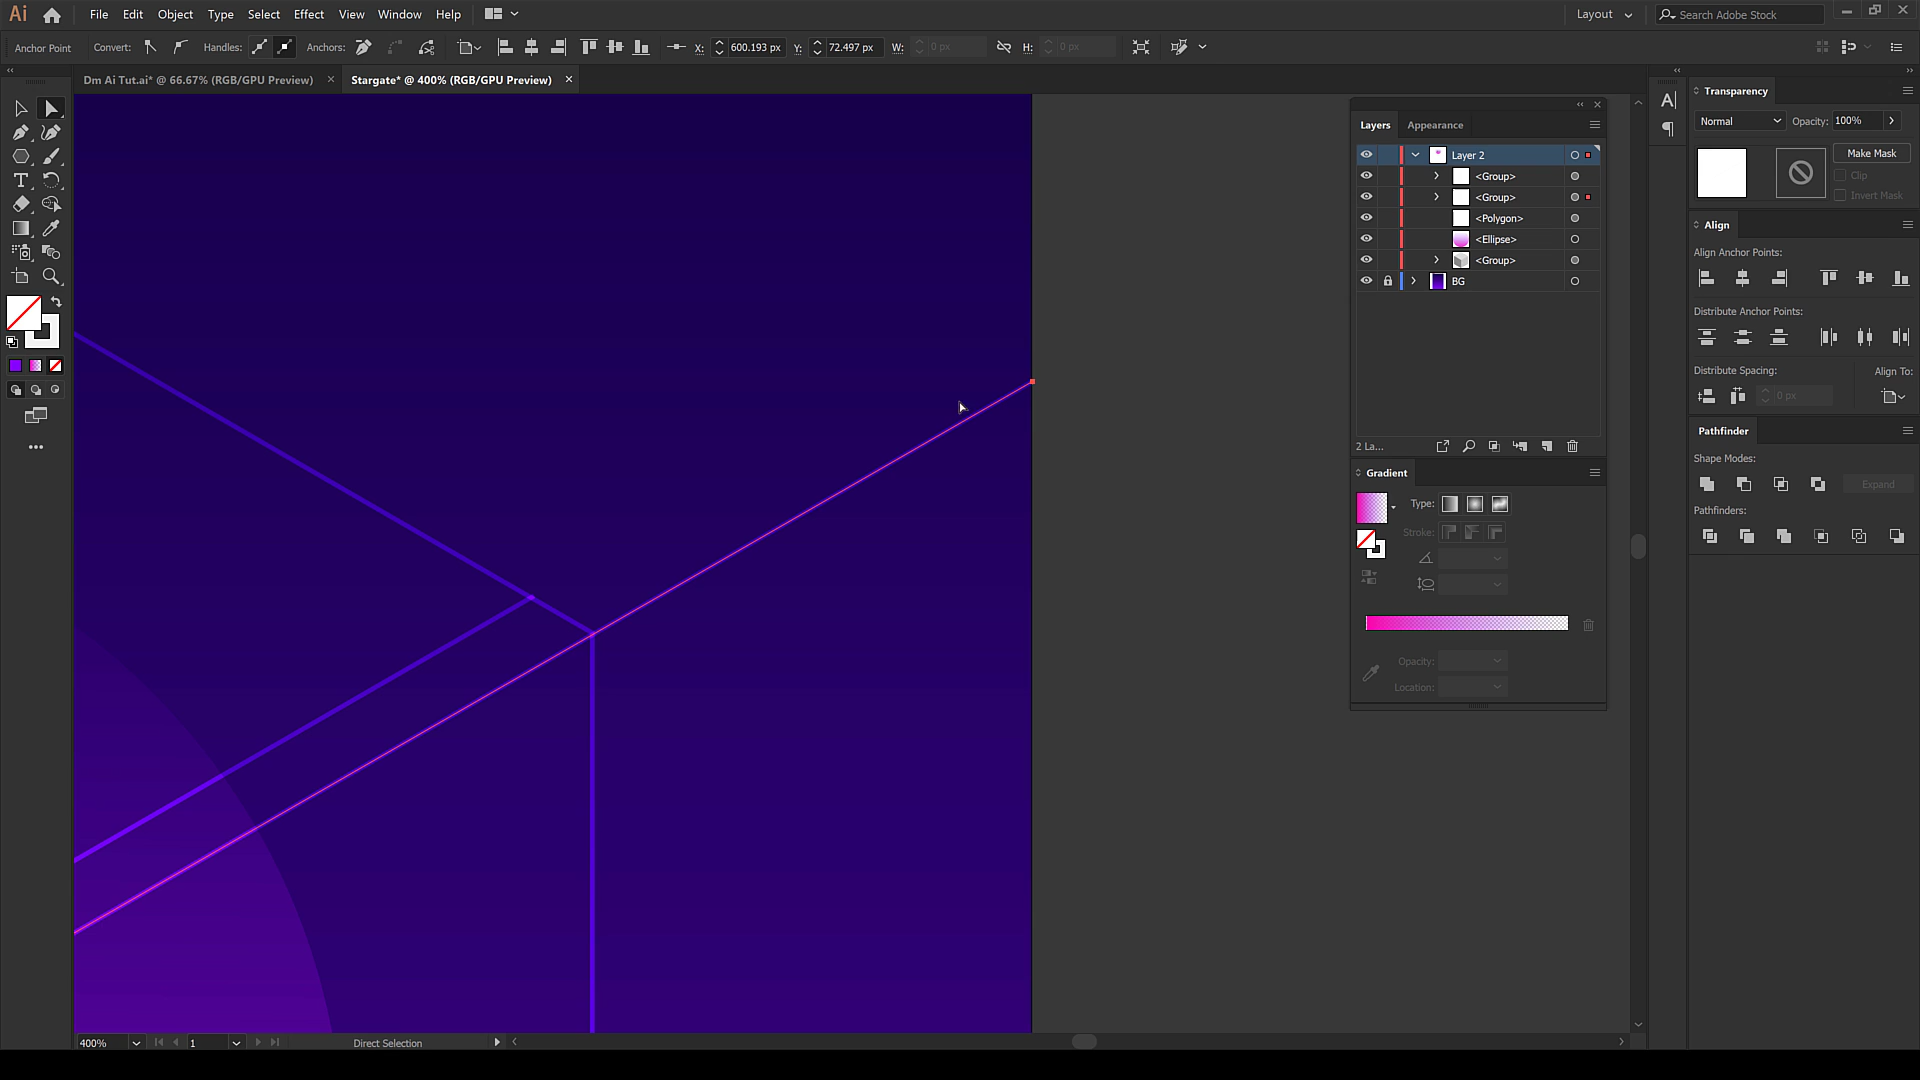 Ai File Edit Object Type Select Effect View Window Help Layout Search Adobe Stock
Anchor Point Convert: Handles: Anchors: X: 600.193 px Y: 72.497 px W: 0 px H: 0 px
Dm Ai Tut.ai* @ 66.67% (RGB/GPU Preview) × Stargate* @ 400% (RGB/GPU Preview) ×
Layers Appearance
Layer 2
<Group>
<Group>
<Polygon>
<Ellipse>
<Group>
BG
2 La...
Gradient
Type:
Stroke:
Opacity:
Location:
Transparency
Normal Opacity: 100%
Make Mask
Clip
Invert Mask
Align
Align Anchor Points:
Distribute Anchor Points:
Distribute Spacing: Align To:
0 px
Pathfinder
Shape Modes:
Expand
Pathfinders:
400% 1 Direct Selection